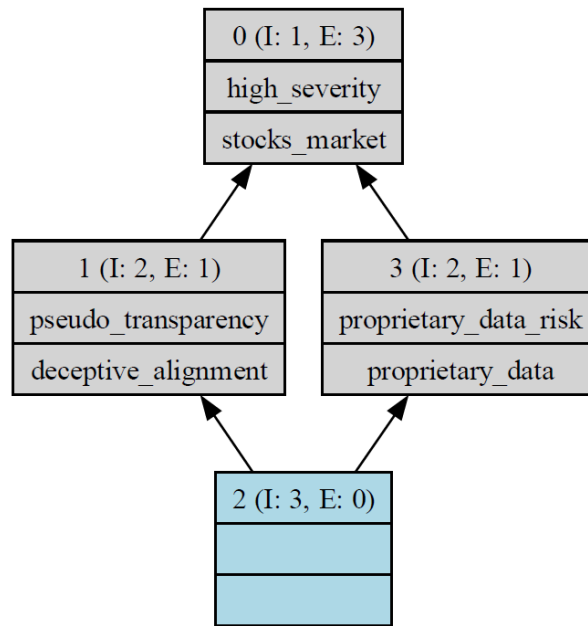 0 (I: 1, E: 3)
high_severity
stocks_market
1 (I: 2, E: 1)
pseudo_transparency
deceptive_alignment
3 (I: 2, E: 1)
proprietary_data_risk
proprietary_data
2 (I: 3, E: 0)